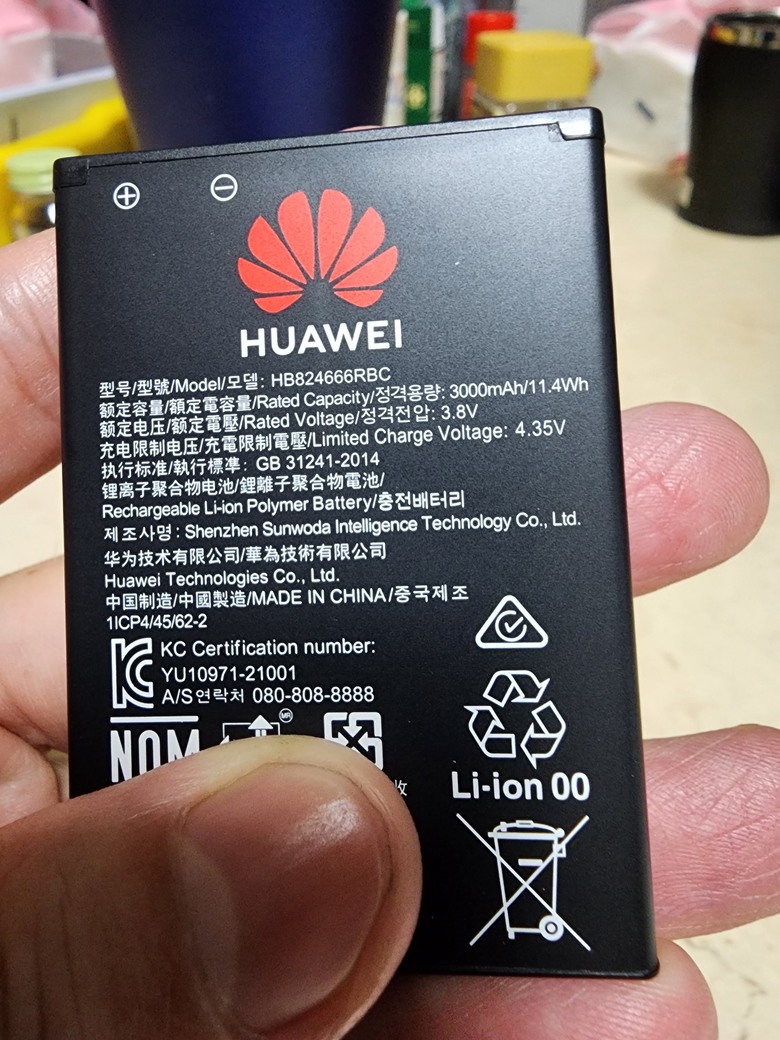 HUAWEI
型号/型號/Model/모델: HB824666RBC
额定容量/額定電容量/Rated Capacity/정격용량: 3000mAh/11.4Wh
额定电压/額定電壓/Rated Voltage/정격전압: 3.8V
充电限制电压/充電限制電壓/Limited Charge Voltage: 4.35V
执行标准/執行標準: GB 31241-2014
锂离子聚合物电池/鋰離子聚合物電池/
Rechargeable Li-ion Polymer Battery/충전배터리
제조사명: Shenzhen Sunwoda Intelligence Technology Co., Ltd.
华为技术有限公司/華為技術有限公司
Huawei Technologies Co., Ltd.
中国制造/中國製造/MADE IN CHINA/중국제조
1ICP4/45/62-2
KC Certification number:
YU10971-21001
A/S연락처 080-808-8888
NOM
MR
收
Li-ion 00